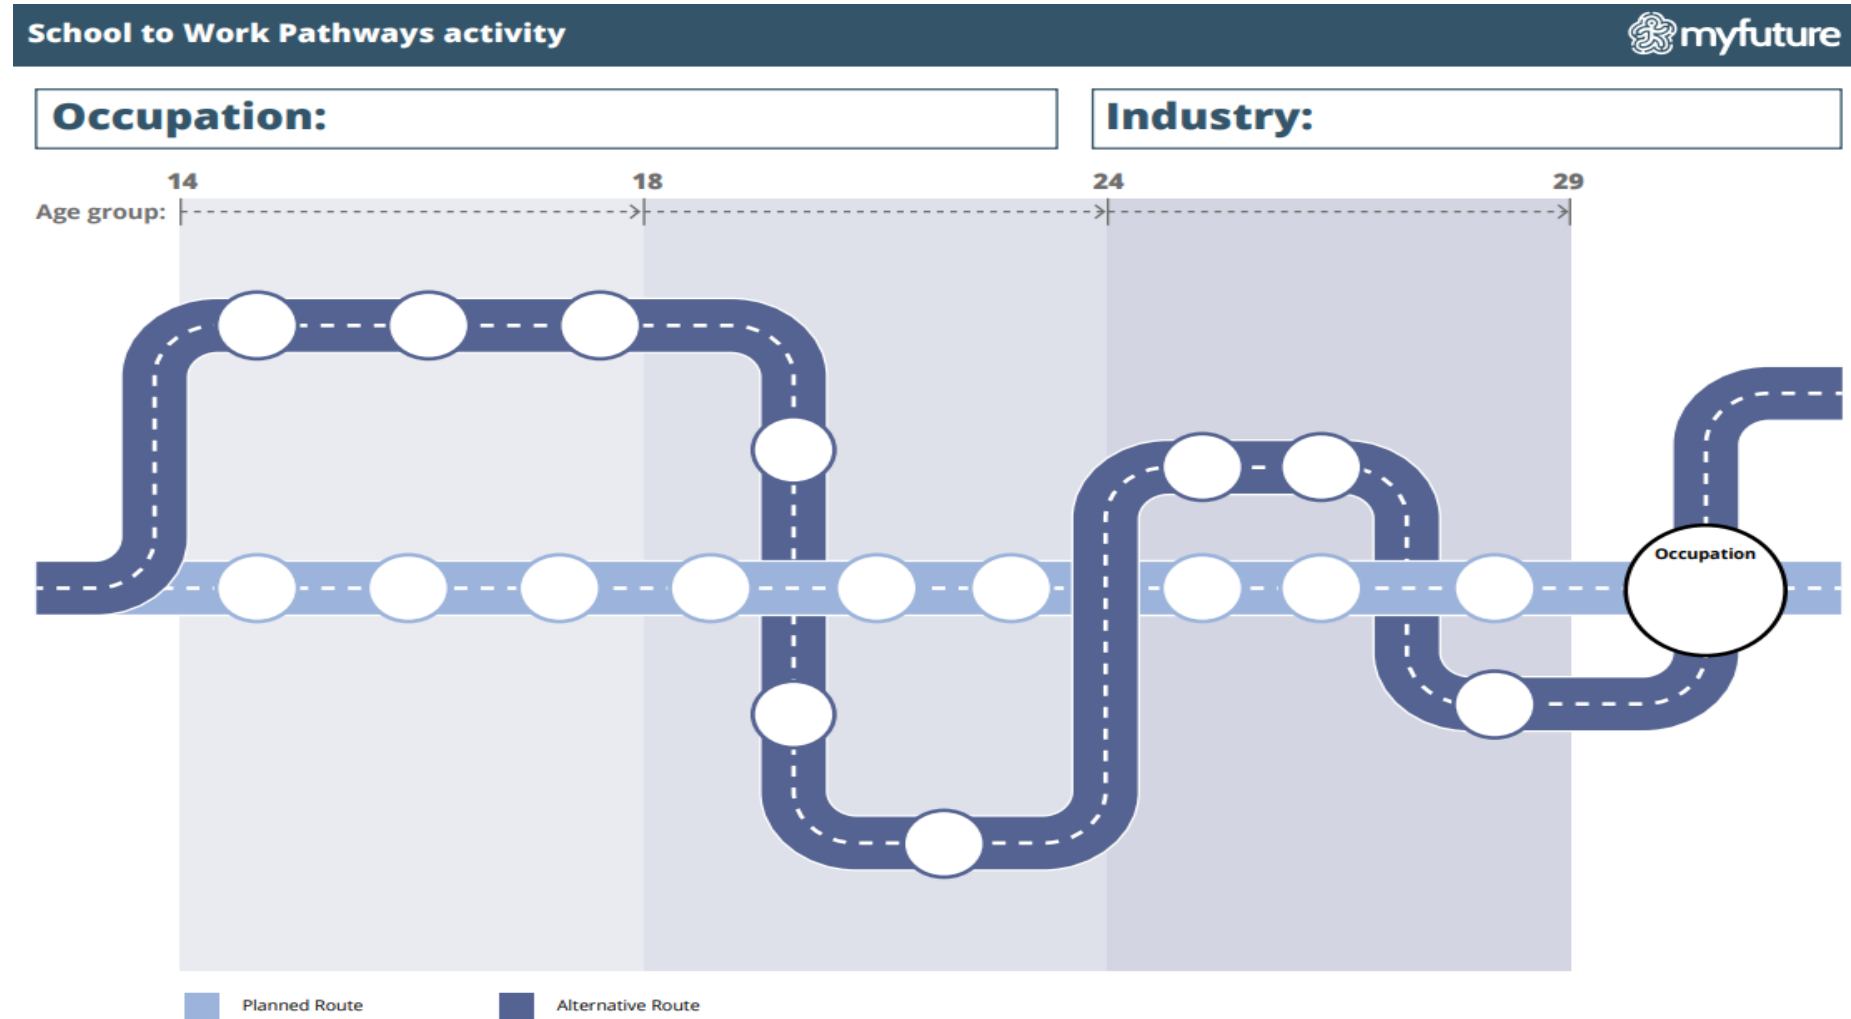 School to Work Pathways activity
myfuture
Occupation:
Industry:
14
18
24
29
Age group:
Occupation
Planned Route
Alternative Route